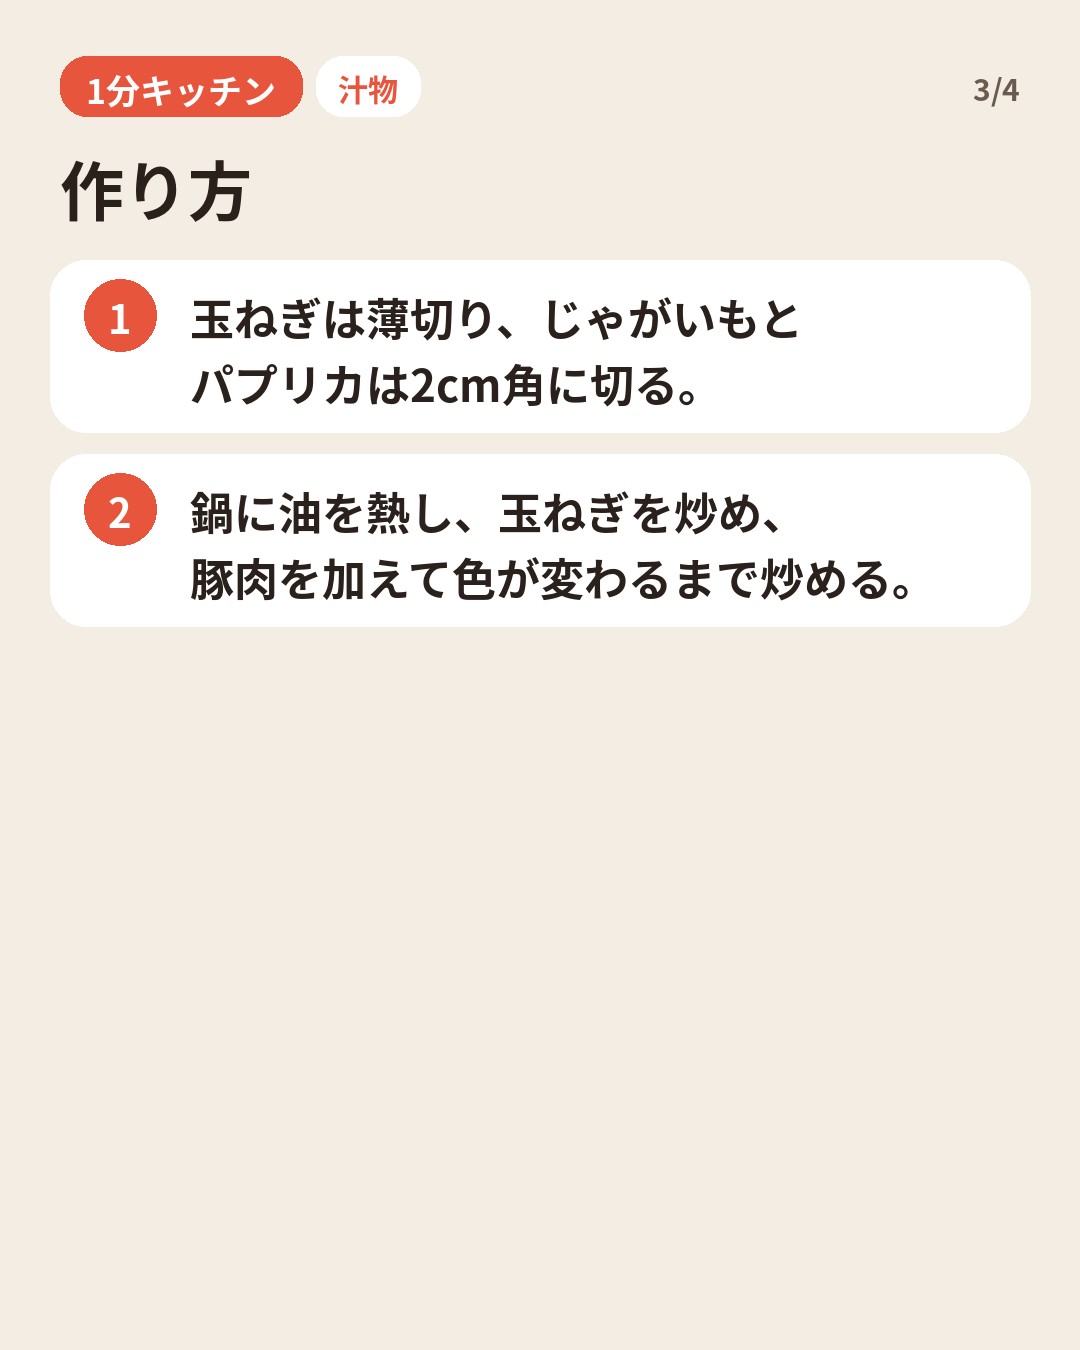 1分キッチン 汁物 3/4
作り方
1 玉ねぎは薄切り、じゃがいもと
パプリカは2cm角に切る。
2 鍋に油を熱し、玉ねぎを炒め、
豚肉を加えて色が変わるまで炒める。